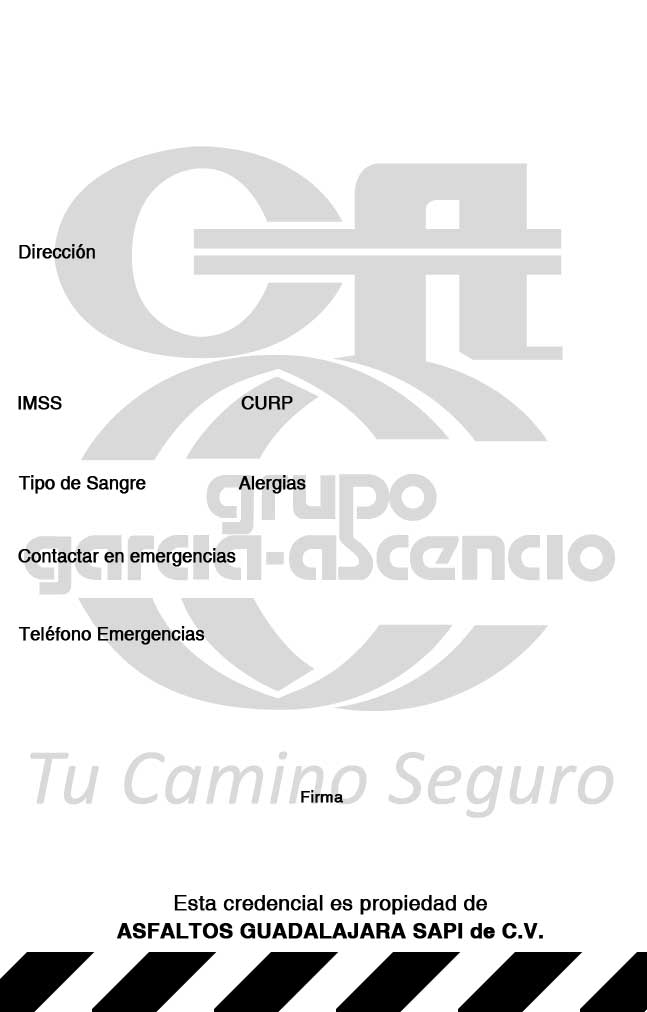 Dirección
IMSS CURP
Tipo de Sangre Alergias
grupo
garcia-ascencio
Contactar en emergencias
Teléfono Emergencias
Tu Camino Seguro
Firma
Esta credencial es propiedad de
ASFALTOS GUADALAJARA SAPI de C.V.